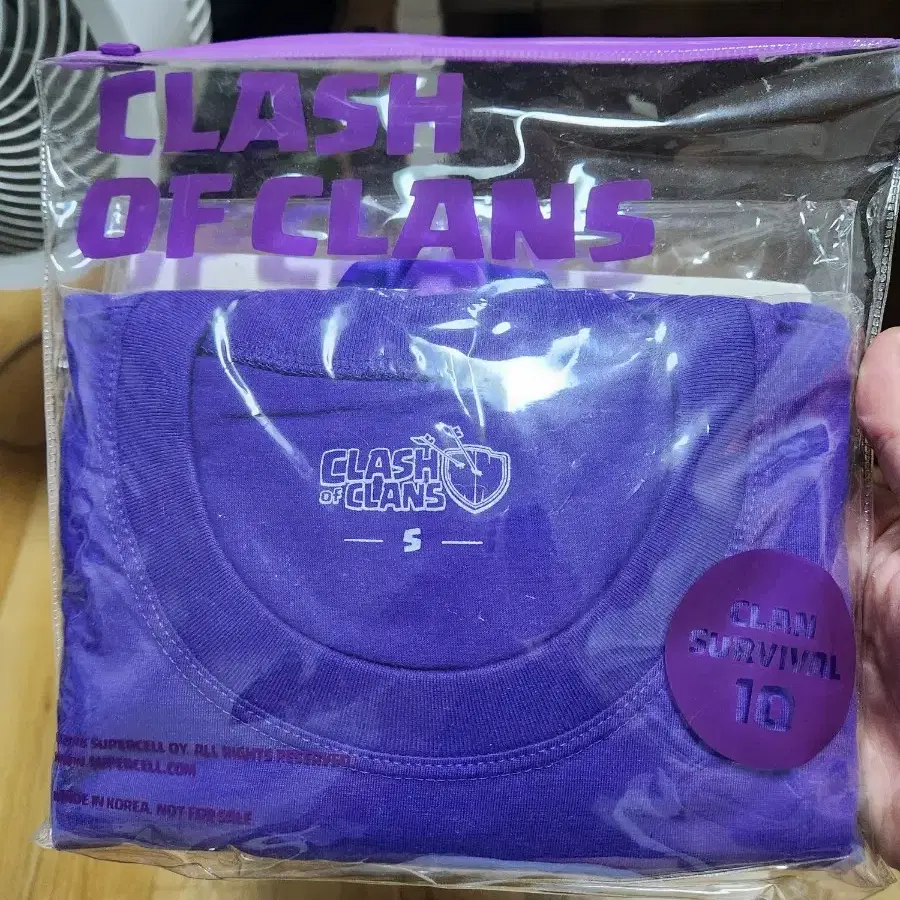 CLASH
OF CLANS
CLASH
OF CLANS
S
CLAN
SURVIVAL
10
SUPERCELL OY. ALL RIGHTS RESERVED.
WWW.SUPERCELL.COM
MADE IN KOREA. NOT FOR SALE